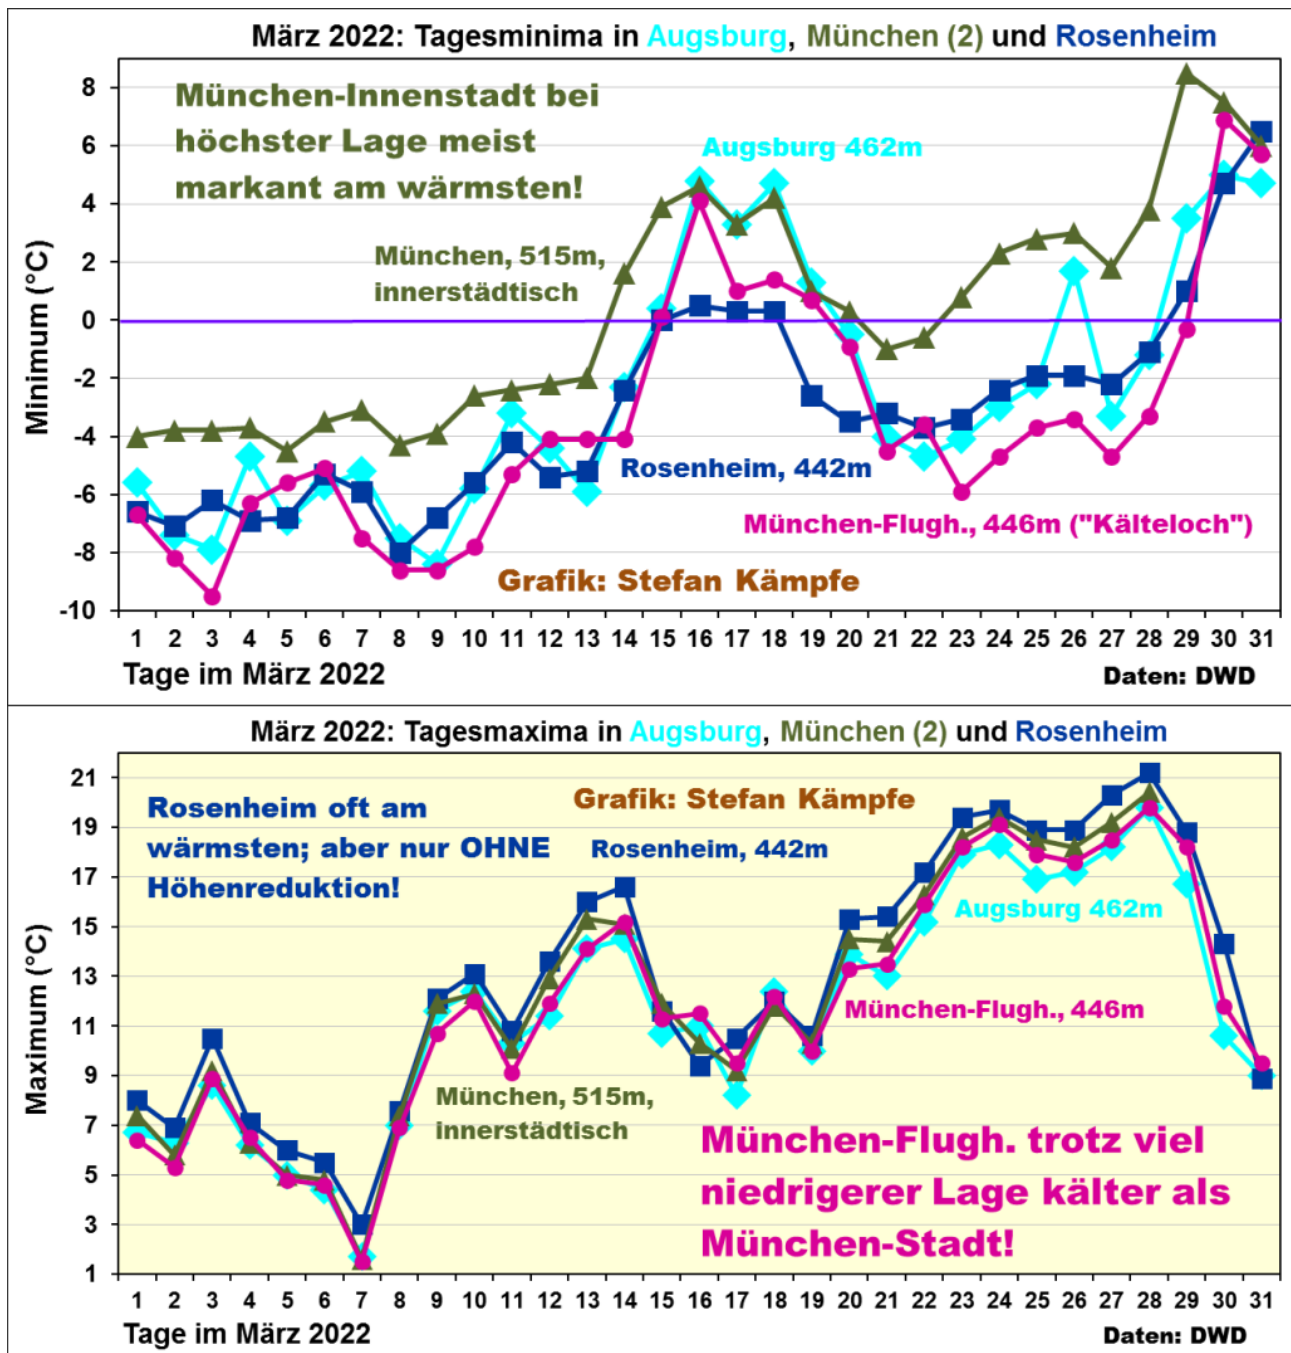 März 2022: Tagesminima in Augsburg, München (2) und Rosenheim
München-Innenstadt bei
höchster Lage meist
markant am wärmsten!
Augsburg 462m
München, 515m,
innerstädtisch
Rosenheim, 442m
München-Flugh., 446m ("Kälteloch")
Grafik: Stefan Kämpfe
Minimum (°C)
8
6
4
2
0
-2
-4
-6
-8
-10
1 2 3 4 5 6 7 8 9 10 11 12 13 14 15 16 17 18 19 20 21 22 23 24 25 26 27 28 29 30 31
Tage im März 2022
Daten: DWD
März 2022: Tagesmaxima in Augsburg, München (2) und Rosenheim
Grafik: Stefan Kämpfe
Rosenheim oft am
wärmsten; aber nur OHNE
Höhenreduktion!
Rosenheim, 442m
Augsburg 462m
München-Flugh., 446m
München, 515m,
innerstädtisch
München-Flugh. trotz viel
niedrigerer Lage kälter als
München-Stadt!
Maximum (°C)
21
19
17
15
13
11
9
7
5
3
1
1 2 3 4 5 6 7 8 9 10 11 12 13 14 15 16 17 18 19 20 21 22 23 24 25 26 27 28 29 30 31
Tage im März 2022
Daten: DWD